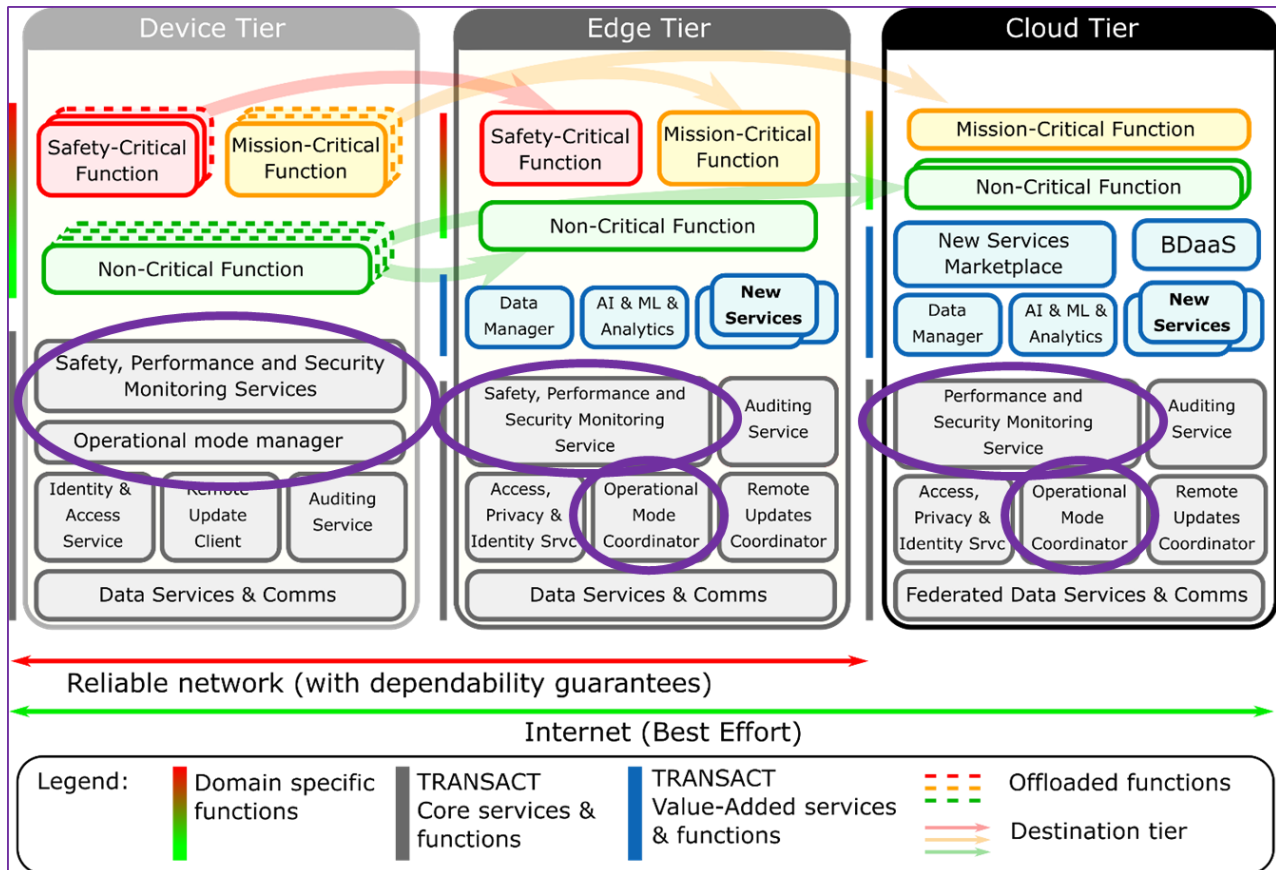 Device Tier
Edge Tier
Cloud Tier
Safety-Critical
Function
Mission-Critical
Function
Non-Critical Function
Safety, Performance and Security
Monitoring Services
Operational mode manager
Identity &
Access
Service
Remote
Update
Client
Auditing
Service
Data Services & Comms
Safety-Critical
Function
Mission-Critical
Function
Non-Critical Function
Data
Manager
AI & ML &
Analytics
New
Services
Safety, Performance and
Security Monitoring
Service
Auditing
Service
Access,
Privacy &
Identity Srvc
Operational
Mode
Coordinator
Remote
Updates
Coordinator
Data Services & Comms
Mission-Critical Function
Non-Critical Function
New Services
Marketplace
BDaaS
Data
Manager
AI & ML &
Analytics
New
Services
Performance and
Security Monitoring
Service
Auditing
Service
Access,
Privacy &
Identity Srvc
Operational
Mode
Coordinator
Remote
Updates
Coordinator
Federated Data Services & Comms
Reliable network (with dependability guarantees)
Internet (Best Effort)
Legend:
Domain specific
functions
TRANSACT
Core services &
functions
TRANSACT
Value-Added services
& functions
Offloaded functions
Destination tier